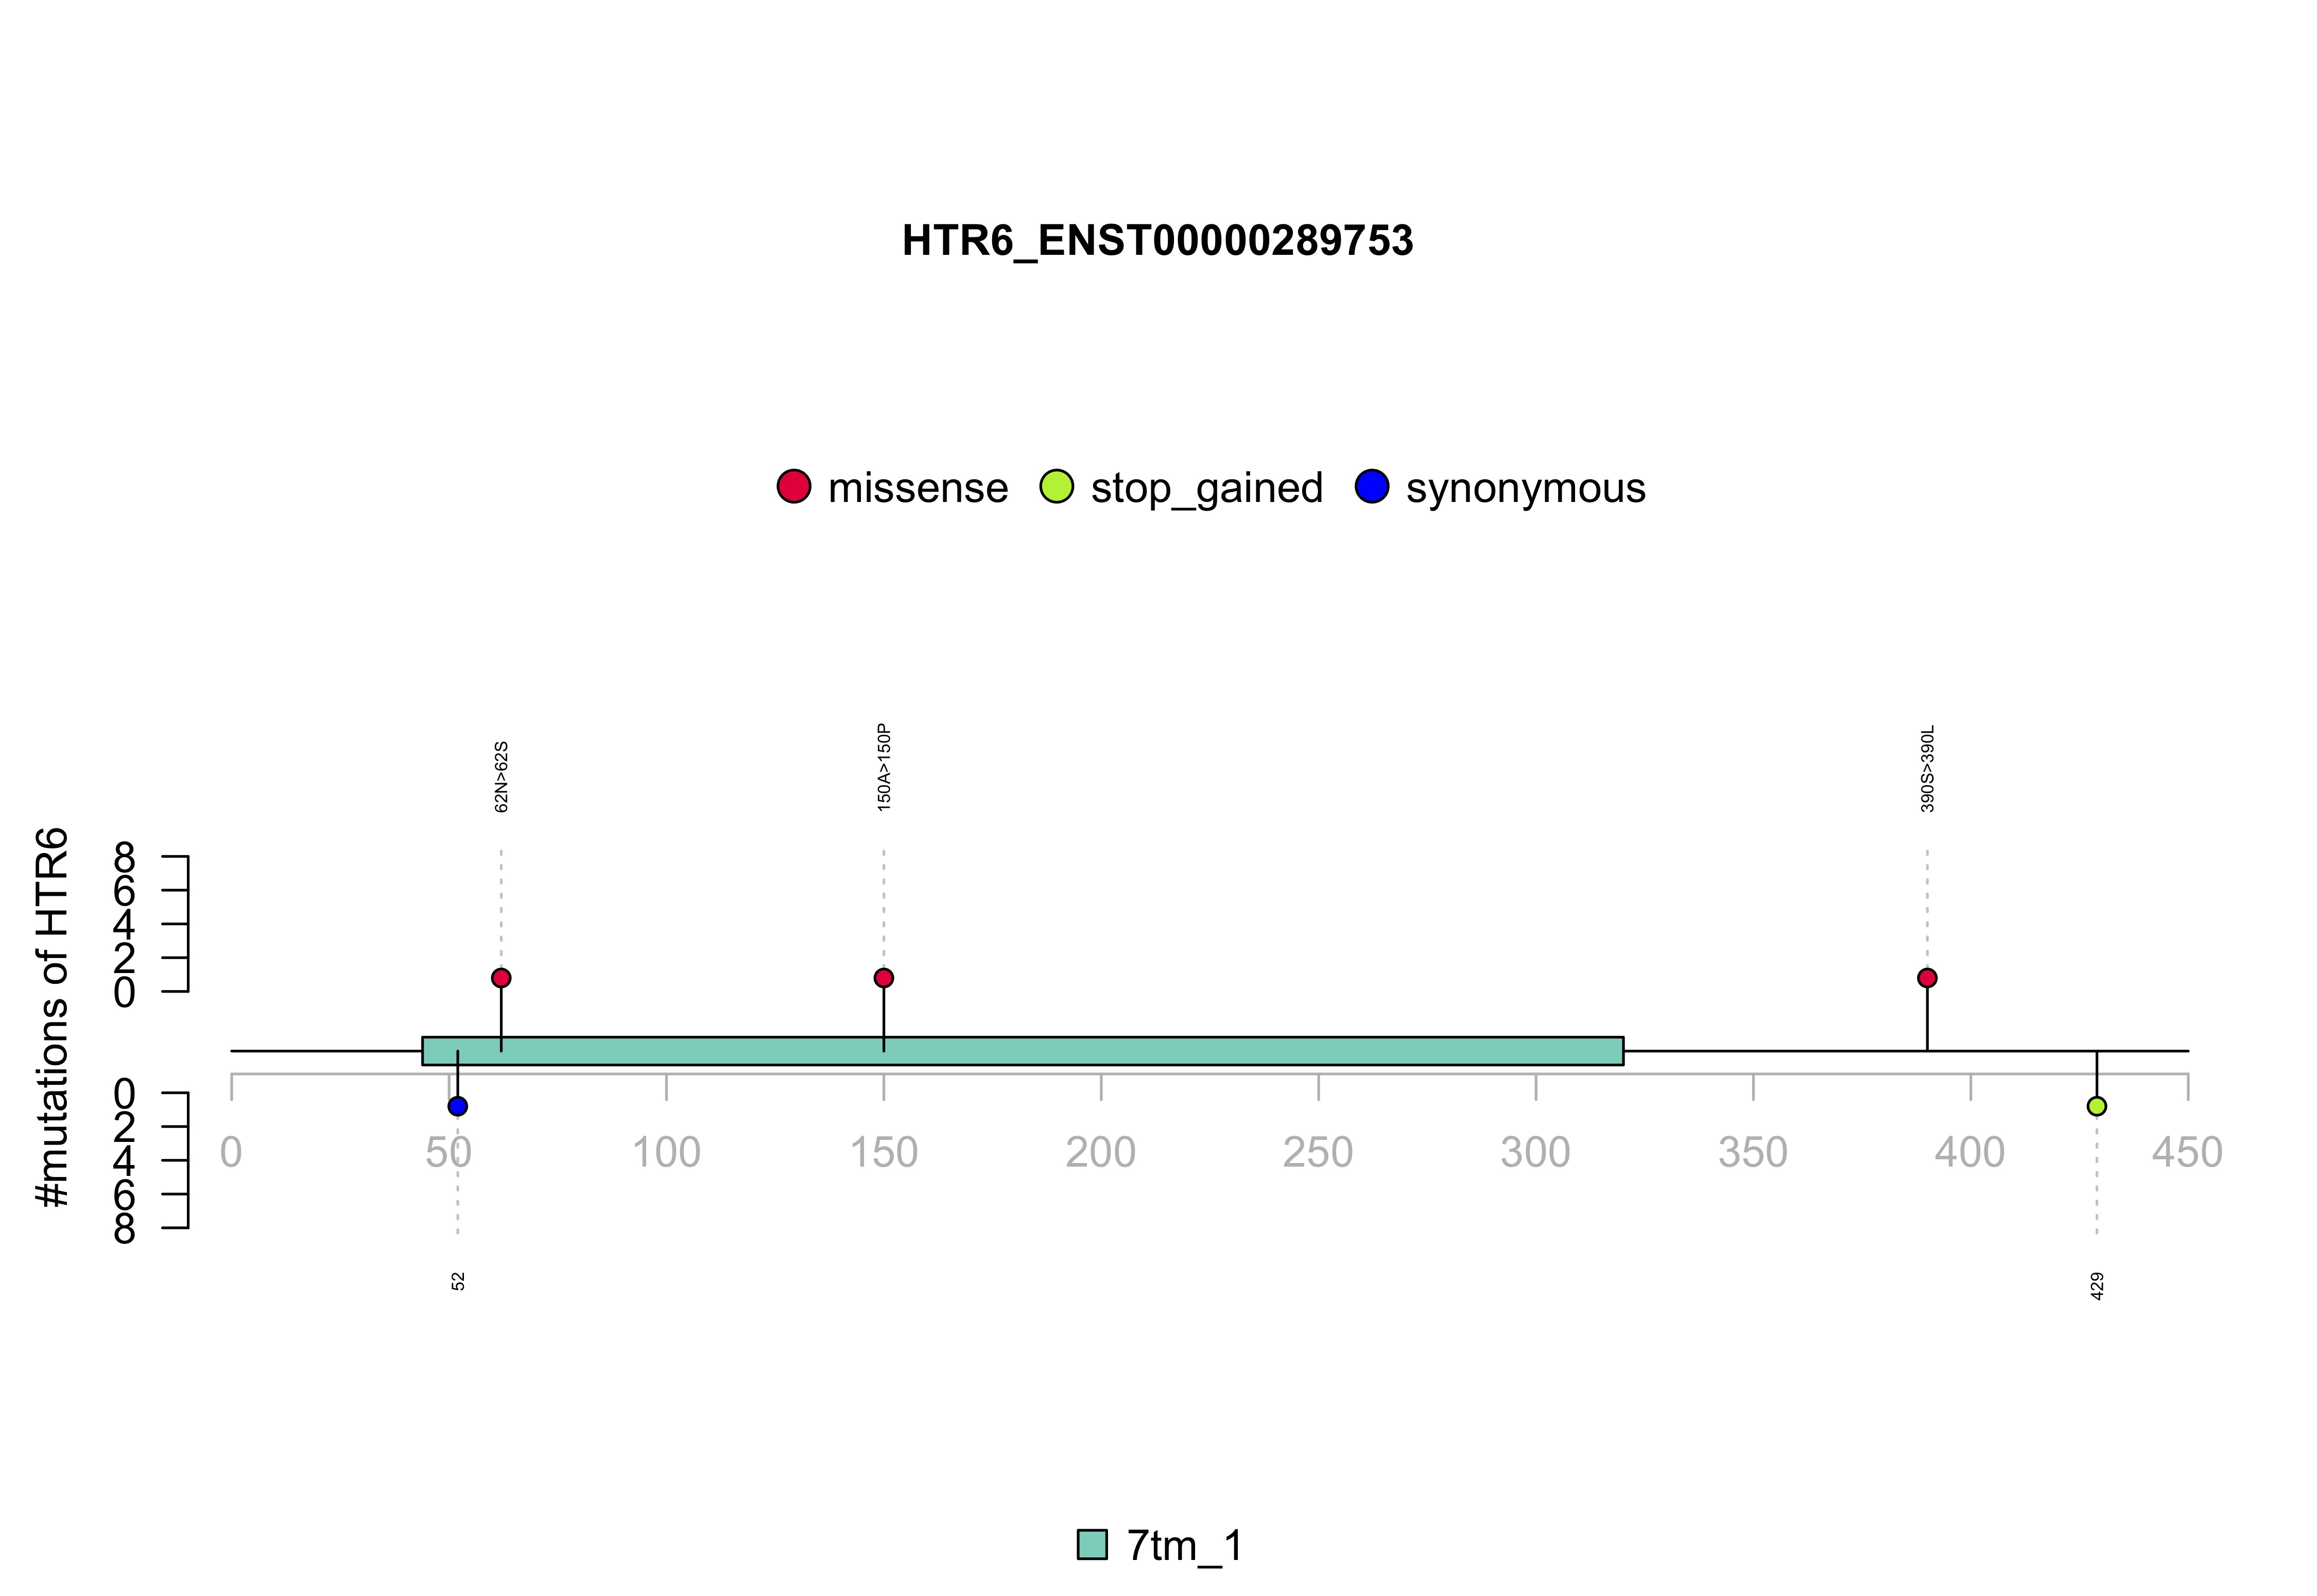 HTR6_ENST00000289753
missense stop_gained synonymous
62N>62S
150A>150P
390S>390L
#mutations of HTR6
8
6
4
2
0
0
2
4
6
8
0 50 100 150 200 250 300 350 400 450
52
429
7tm_1